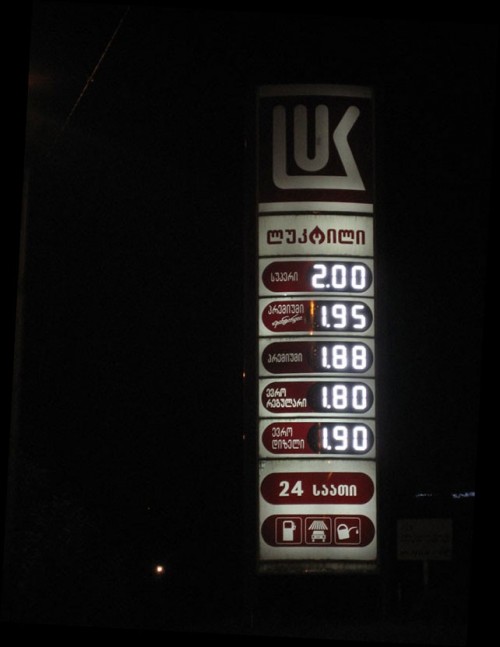 LUK
ლუკოილი
სუპერი 2.00
პრემიუმი
1.95
პრემიუმი 1.88
ევრო
რეგულარი 1.80
ევრო
დიზელი 1.90
24 საათი